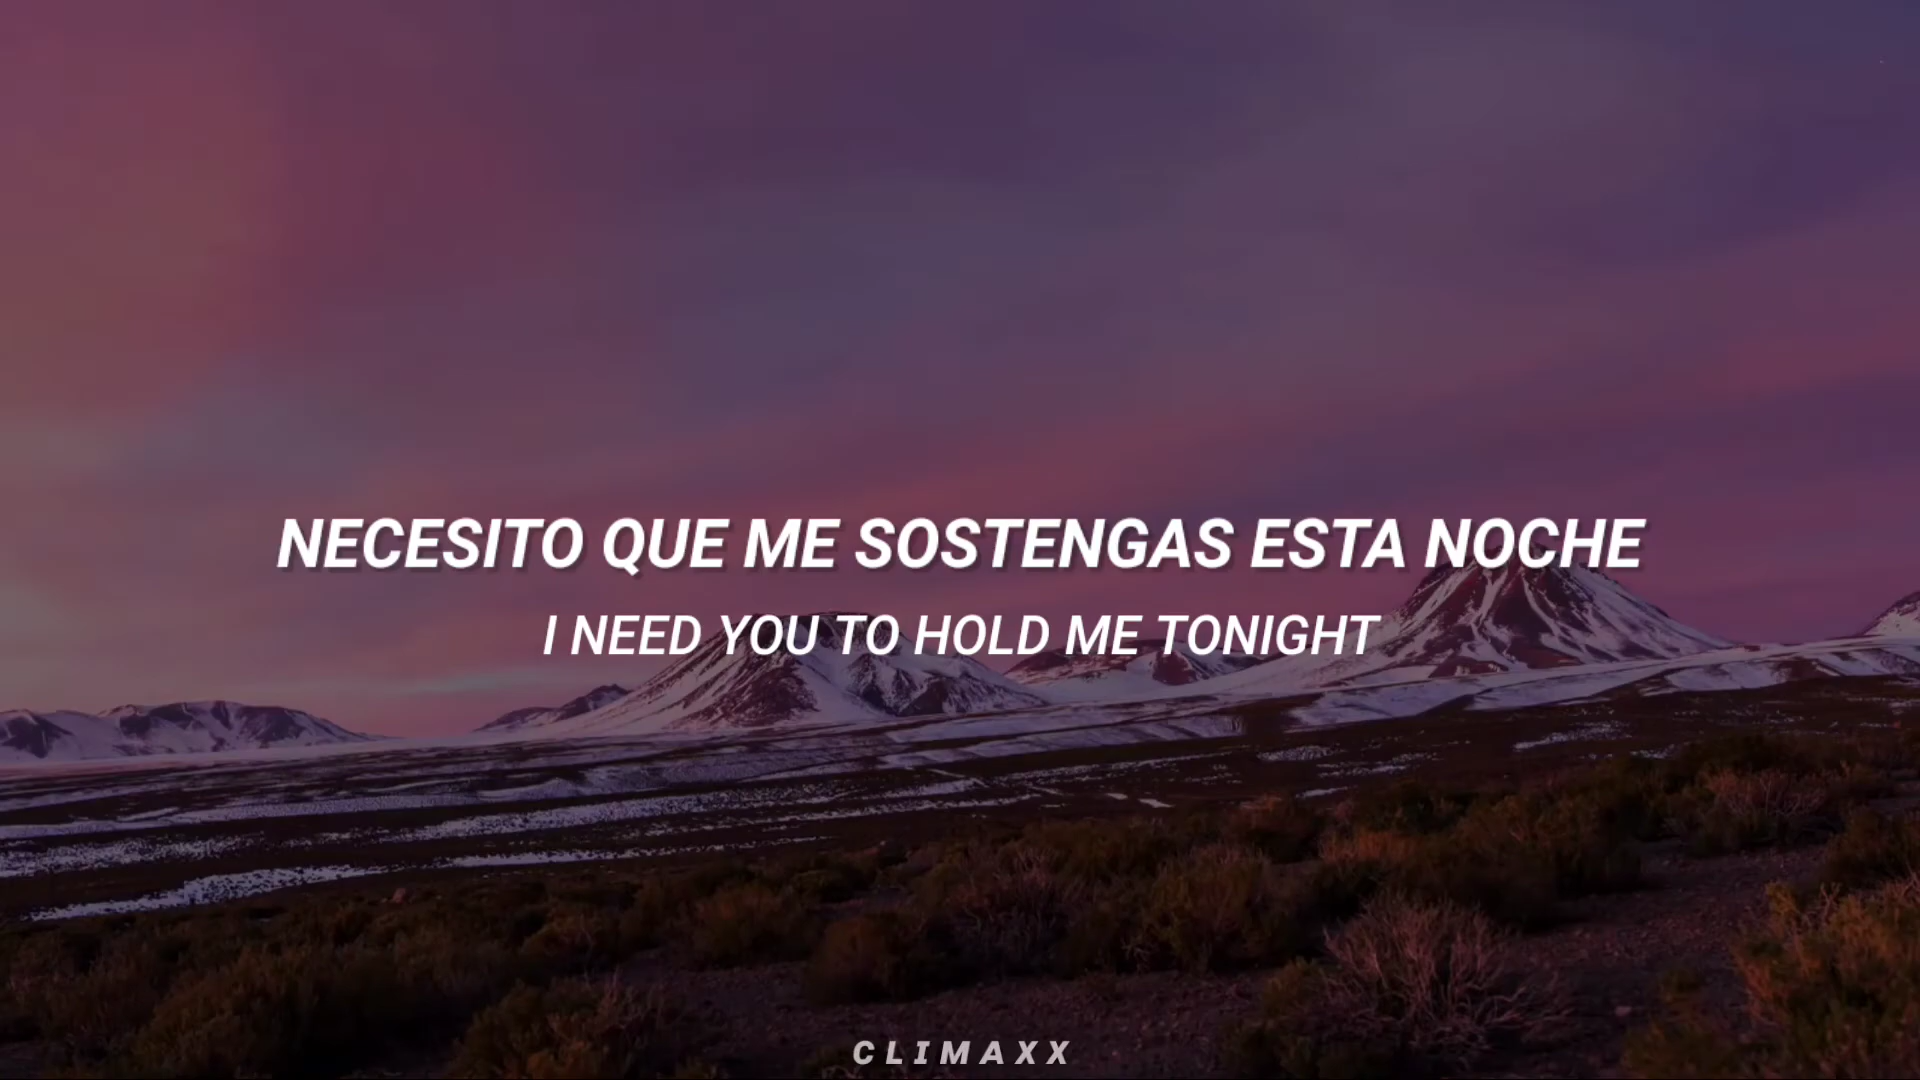 NECESITO QUE ME SOSTENGAS ESTA NOCHE
I NEED YOU TO HOLD ME TONIGHT
CLIMAXX